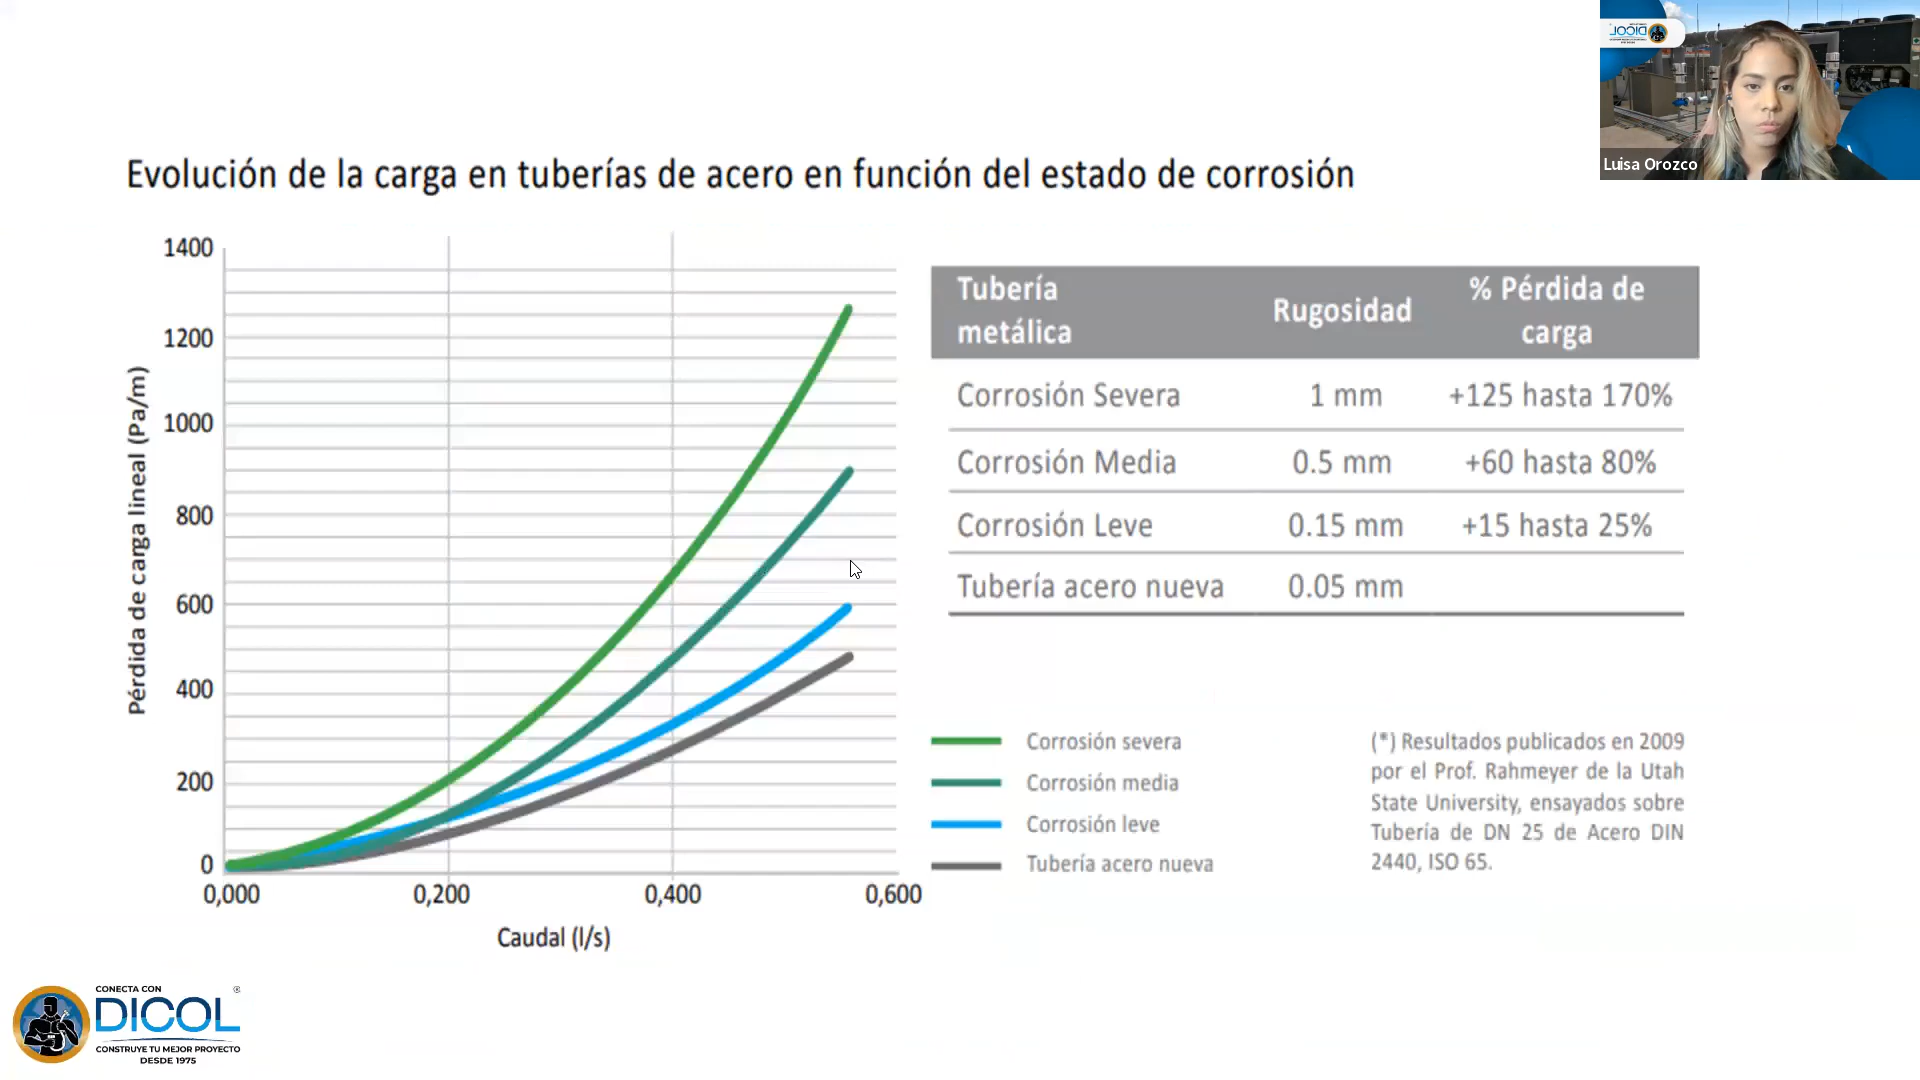 Luisa Orozco
Evolución de la carga en tuberías de acero en función del estado de corrosión
Pérdida de carga lineal (Pa/m)
1400
1200
1000
800
600
400
200
0
0,000
0,200
0,400
0,600
Caudal (l/s)
Tubería metálica
Rugosidad
% Pérdida de carga
Corrosión Severa 1 mm +125 hasta 170%
Corrosión Media 0.5 mm +60 hasta 80%
Corrosión Leve 0.15 mm +15 hasta 25%
Tubería acero nueva 0.05 mm
Corrosión severa
Corrosión media
Corrosión leve
Tubería acero nueva
(*) Resultados publicados en 2009
por el Prof. Rahmeyer de la Utah
State University, ensayados sobre
Tubería de DN 25 de Acero DIN
2440, ISO 65.
CONECTA CON
DICOL®
CONSTRUYE TU MEJOR PROYECTO
DESDE 1975